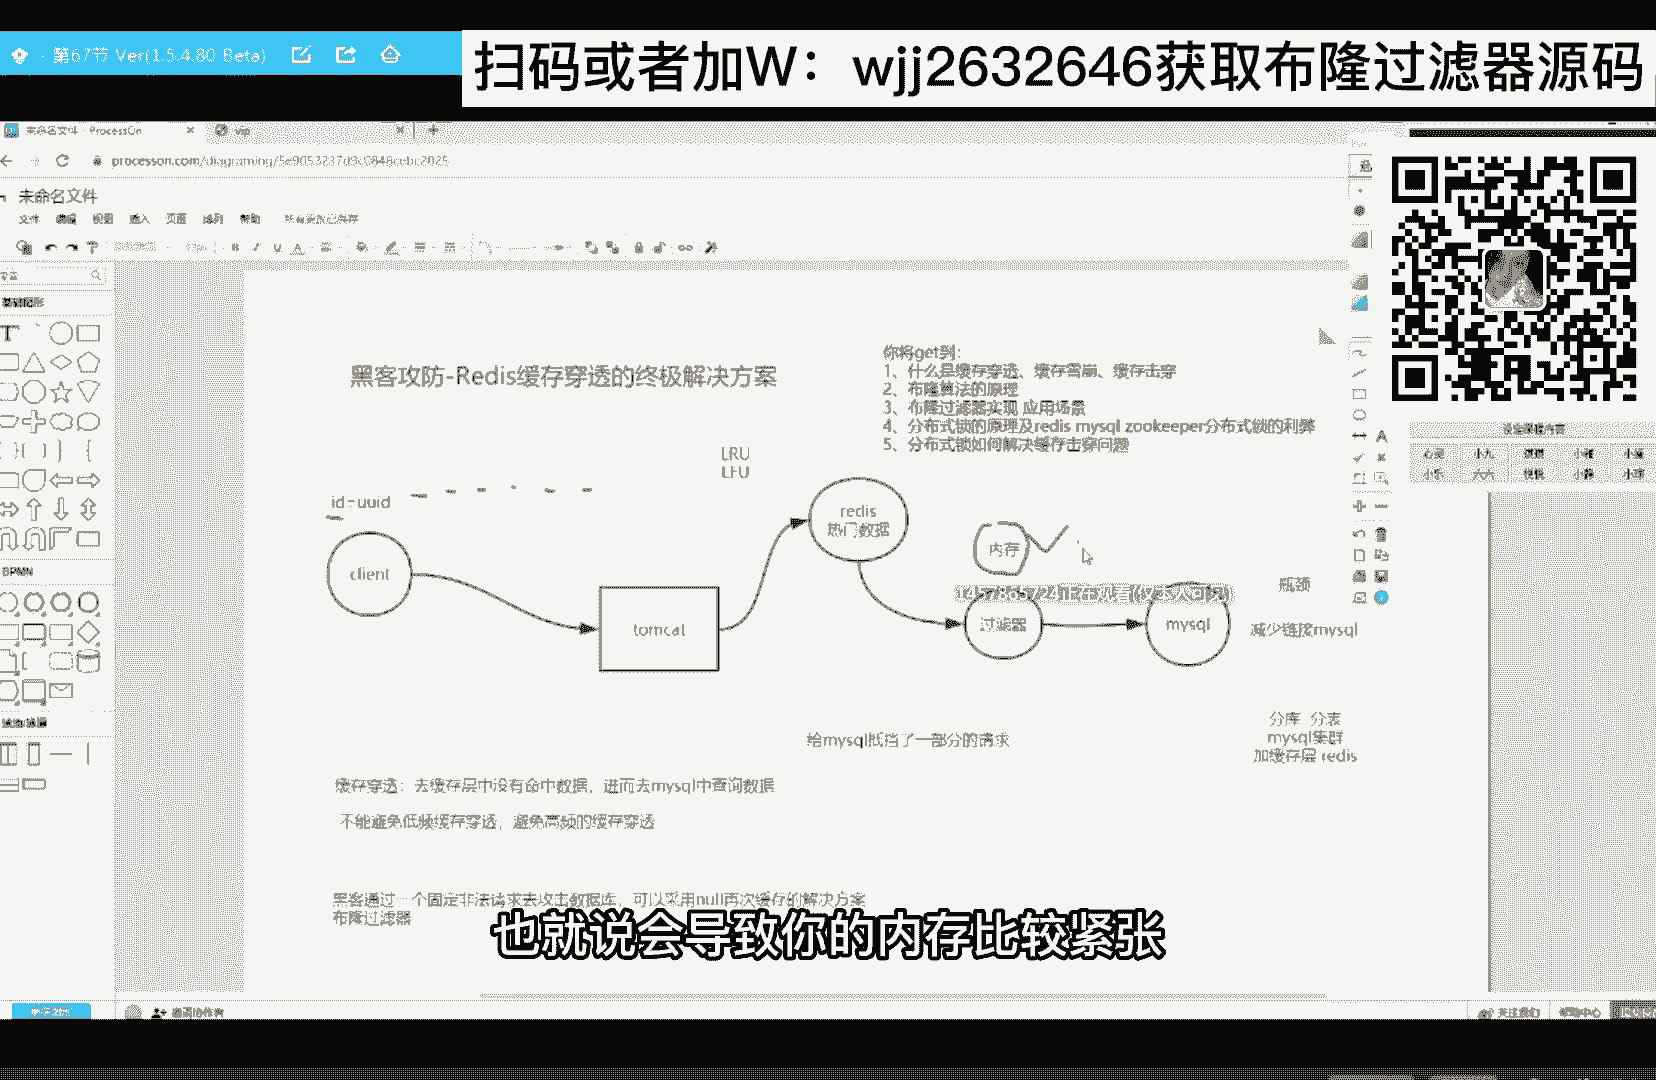 第67节 Ver(1.5.4.80 Beta)
扫码或者加W：wjj2632646获取布隆过滤器源码
未命名文件 - ProcessOn
vip
未命名文件
文件 编辑 视图 插入 页面 排列 帮助 所有更改已保存
基础图形
BPMN
黑客攻防-Redis缓存穿透的终极解决方案
你将get到：
1、什么是缓存穿透、缓存雪崩、缓存击穿
2、布隆算法的原理
3、布隆过滤器实现 应用场景
4、分布式锁的原理及redis mysql zookeeper分布式锁的利弊
5、分布式锁如何解决缓存击穿问题
LRU
LFU
id=uuid
client
tomcat
redis
热门数据
内存
过滤器
mysql
瓶颈
减少链接mysql
给mysql抵挡了一部分的请求
分库 分表
mysql集群
加缓存层 redis
缓存穿透：去缓存层中没有命中数据，进而去mysql中查询数据
不能避免低频缓存穿透，避免高频的缓存穿透
黑客通过一个固定非法请求去攻击数据库，可以采用null再次缓存的解决方案
布隆过滤器
也就说会导致你的内存比较紧张
邀请协作者
关注我们 帮助中心